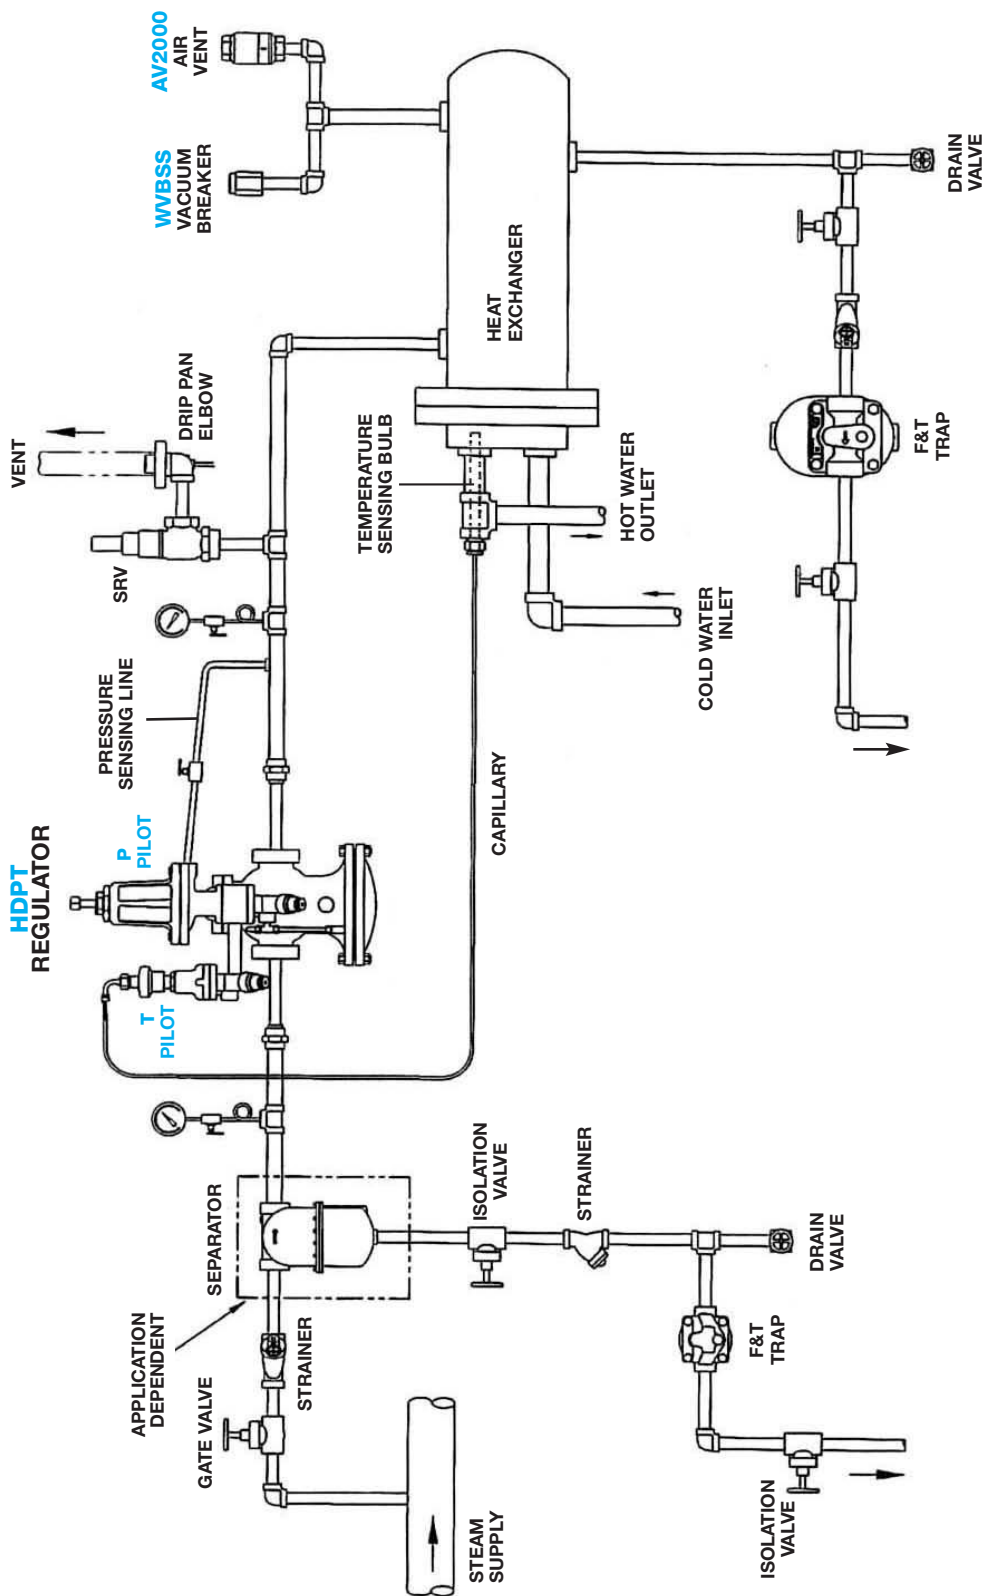 HDPT
REGULATOR
P
PILOT
T
PILOT
PRESSURE
SENSING LINE
SRV
VENT
DRIP PAN
ELBOW
WVBSS
VACUUM
BREAKER
AV2000
AIR
VENT
APPLICATION
DEPENDENT
SEPARATOR
GATE VALVE
STRAINER
STEAM
SUPPLY
ISOLATION
VALVE
STRAINER
DRAIN
VALVE
F&T
TRAP
ISOLATION
VALVE
CAPILLARY
TEMPERATURE
SENSING BULB
HEAT
EXCHANGER
HOT WATER
OUTLET
COLD WATER
INLET
F&T
TRAP
DRAIN
VALVE